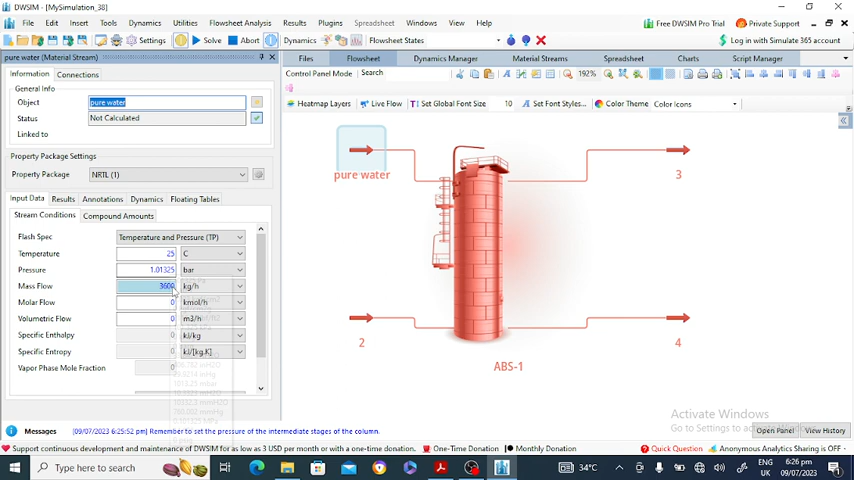 DWSIM - [MySimulation_38]
File Edit Insert Tools Dynamics Utilities Flowsheet Analysis Results Plugins Spreadsheet Windows View Help
Free DWSIM Pro Trial Private Support
Settings Solve Abort Dynamics Flowsheet States
Log in with Simulate 365 account
pure water (Material Stream)
Files Flowsheet Dynamics Manager Material Streams Spreadsheet Charts Script Manager
Information Connections
Control Panel Mode Search 192%
General Info
Object pure water
Heatmap Layers Live Flow Set Global Font Size 10 Set Font Styles... Color Theme Color Icons
Status Not Calculated
Linked to
Property Package Settings
Property Package NRTL (1)
Input Data Results Annotations Dynamics Floating Tables
Stream Conditions Compound Amounts
Flash Spec Temperature and Pressure (TP)
Temperature 25 C
Pressure 1.01325 bar
Mass Flow 3600 kg/h
Molar Flow 0 kmol/h
Volumetric Flow 0 m3/h
Specific Enthalpy 0 kJ/kg
Specific Entropy 0 kJ/[kg.K]
Vapor Phase Mole Fraction 0
pure water
3
2
4
ABS-1
Activate Windows
Go to Settings to activate Windows.
Messages [09/07/2023 6:25:52 PM] Remember to set the pressure of the intermediate stages of the column.
Open Panel View History
Support continuous development and maintenance of DWSIM for as low as 3 USD per month or with a one-time donation. One-Time Donation Monthly Donation Quick Question Anonymous Analytics Sharing is OFF
Type here to search
34°C
ENG
UK
6:26 pm
09/07/2023